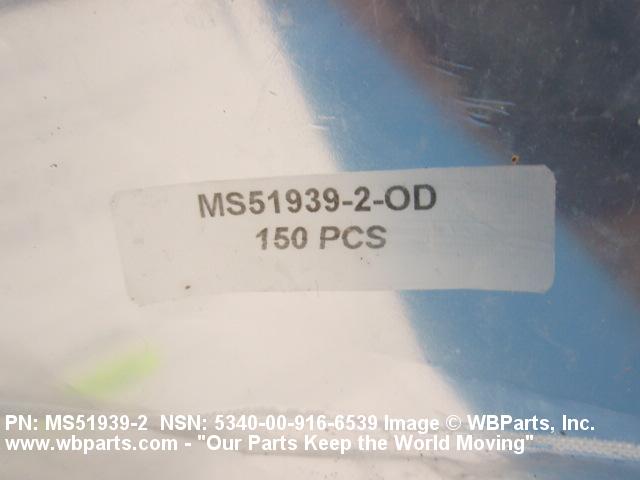 MS51939-2-OD
150 PCS
PN: MS51939-2 NSN: 5340-00-916-6539 Image © WBParts, Inc.
www.wbparts.com - "Our Parts Keep the World Moving"